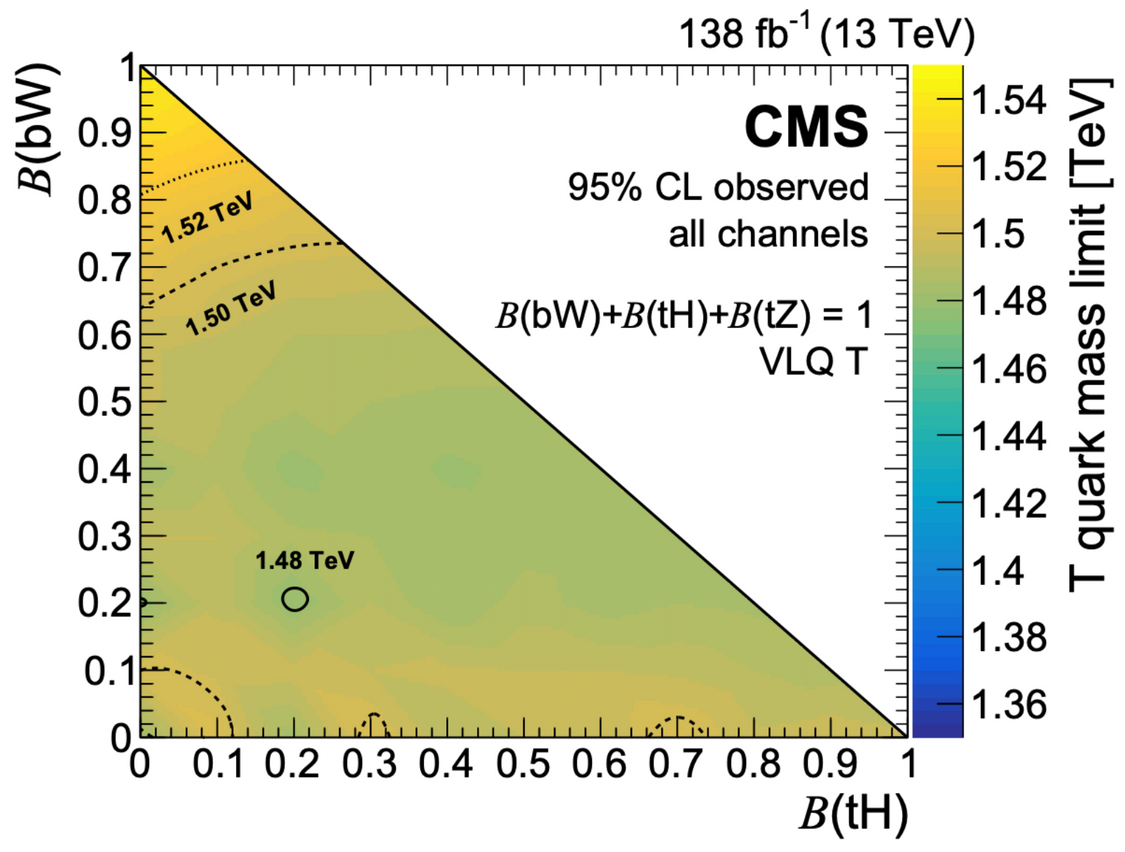 138 fb⁻¹ (13 TeV)
B(bW)
1
0.9
0.8
0.7
0.6
0.5
0.4
0.3
0.2
0.1
0
CMS
95% CL observed
all channels
B(bW)+B(tH)+B(tZ) = 1
VLQ T
1.52 TeV
1.50 TeV
1.48 TeV
0 0.1 0.2 0.3 0.4 0.5 0.6 0.7 0.8 0.9 1
B(tH)
1.54
1.52
1.5
1.48
1.46
1.44
1.42
1.4
1.38
1.36
T quark mass limit [TeV]